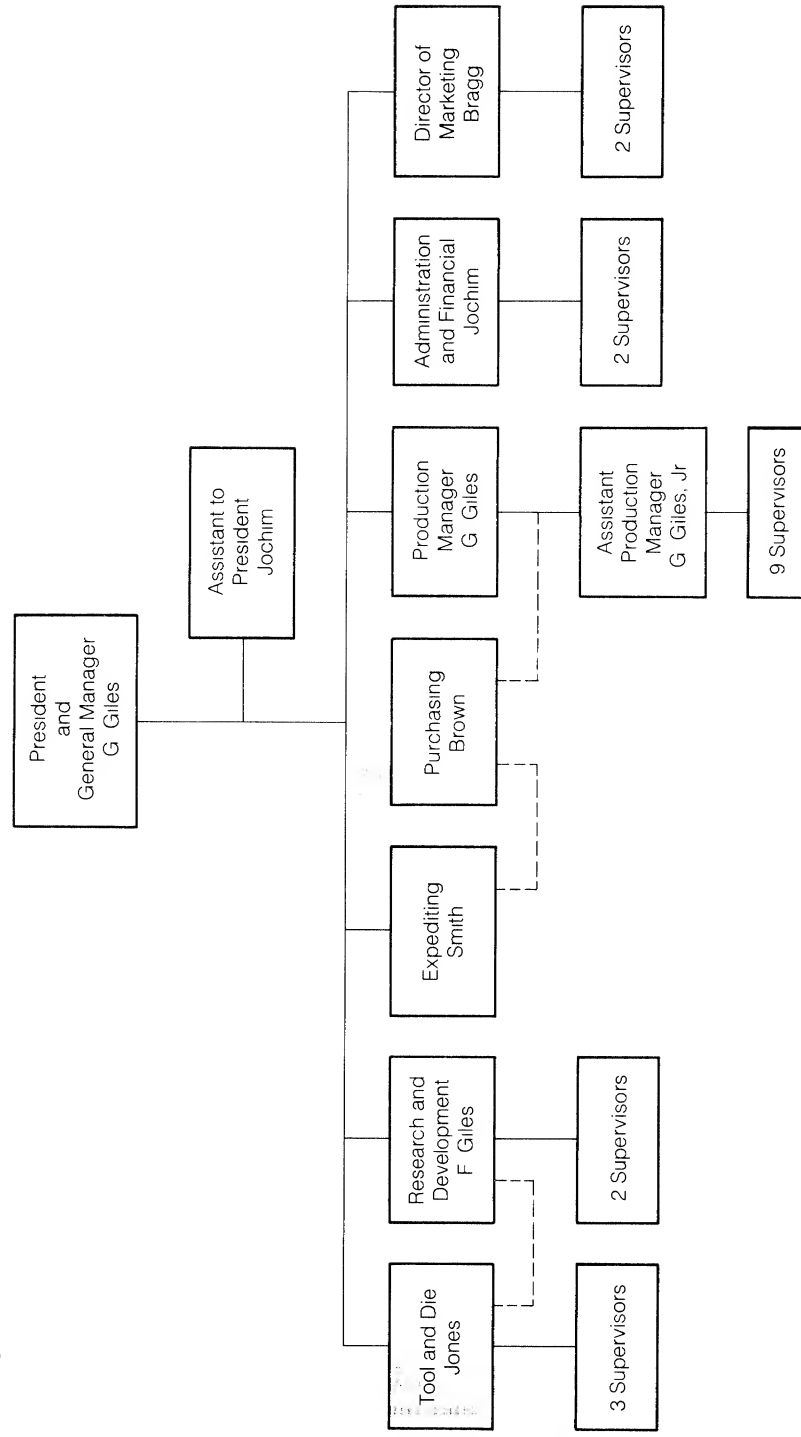 President
and
General Manager
G Giles
Assistant to
President
Jochim
Tool and Die
Jones
Research and
Development
F Giles
Expediting
Smith
Purchasing
Brown
Production
Manager
G Giles
Administration
and Financial
Jochim
Director of
Marketing
Bragg
3 Supervisors
2 Supervisors
Assistant
Production
Manager
G Giles, Jr
2 Supervisors
2 Supervisors
9 Supervisors